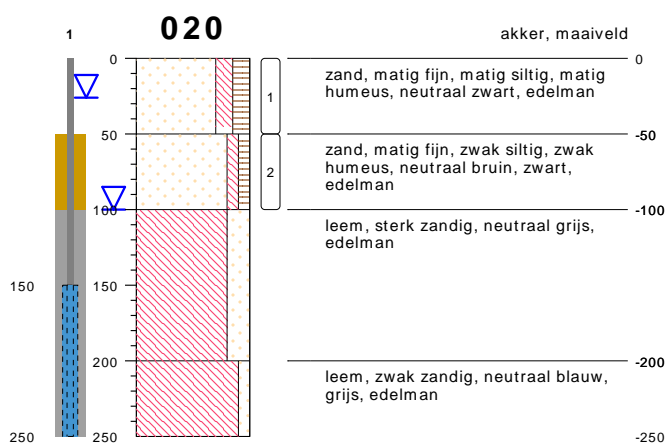 1
020
akker, maaiveld
0
0
zand, matig fijn, matig siltig, matig
humeus, neutraal zwart, edelman
1
50
-50
zand, matig fijn, zwak siltig, zwak
humeus, neutraal bruin, zwart,
edelman
2
100
-100
leem, sterk zandig, neutraal grijs,
edelman
150
150
200
-200
leem, zwak zandig, neutraal blauw,
grijs, edelman
250
250
-250